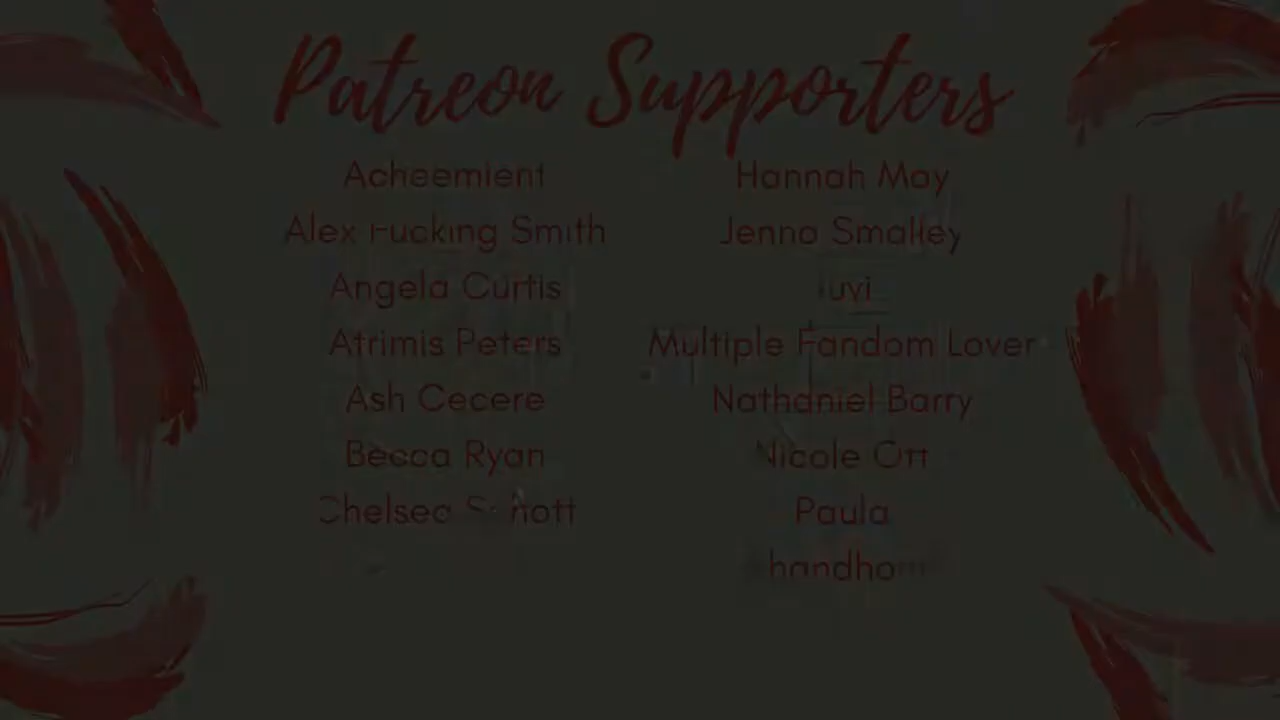 Patreon Supporters
Acheemient
Alex Fucking Smith
Angela Curtis
Atrimis Peters
Ash Cecere
Becca Ryan
Chelsea Schott
Hannah May
Jenna Smalley
Multiple Fandom Lover
Nathaniel Barry
Nicole Ott
Paula